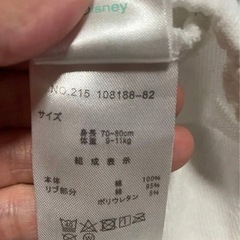 Disney
NO.215 108188-82
サイズ
身長 70-80cm
体重 9-11kg
組成表示
本体 綿 100%
リブ部分 綿 95%
ポリウレタン 5%